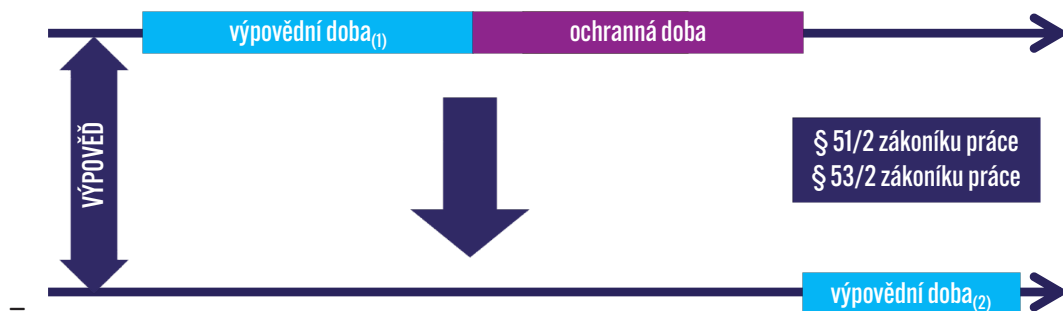 výpovědní doba(1)
ochranná doba
VÝPOVĚĎ
§ 51/2 zákoníku práce
§ 53/2 zákoníku práce
výpovědní doba(2)
–